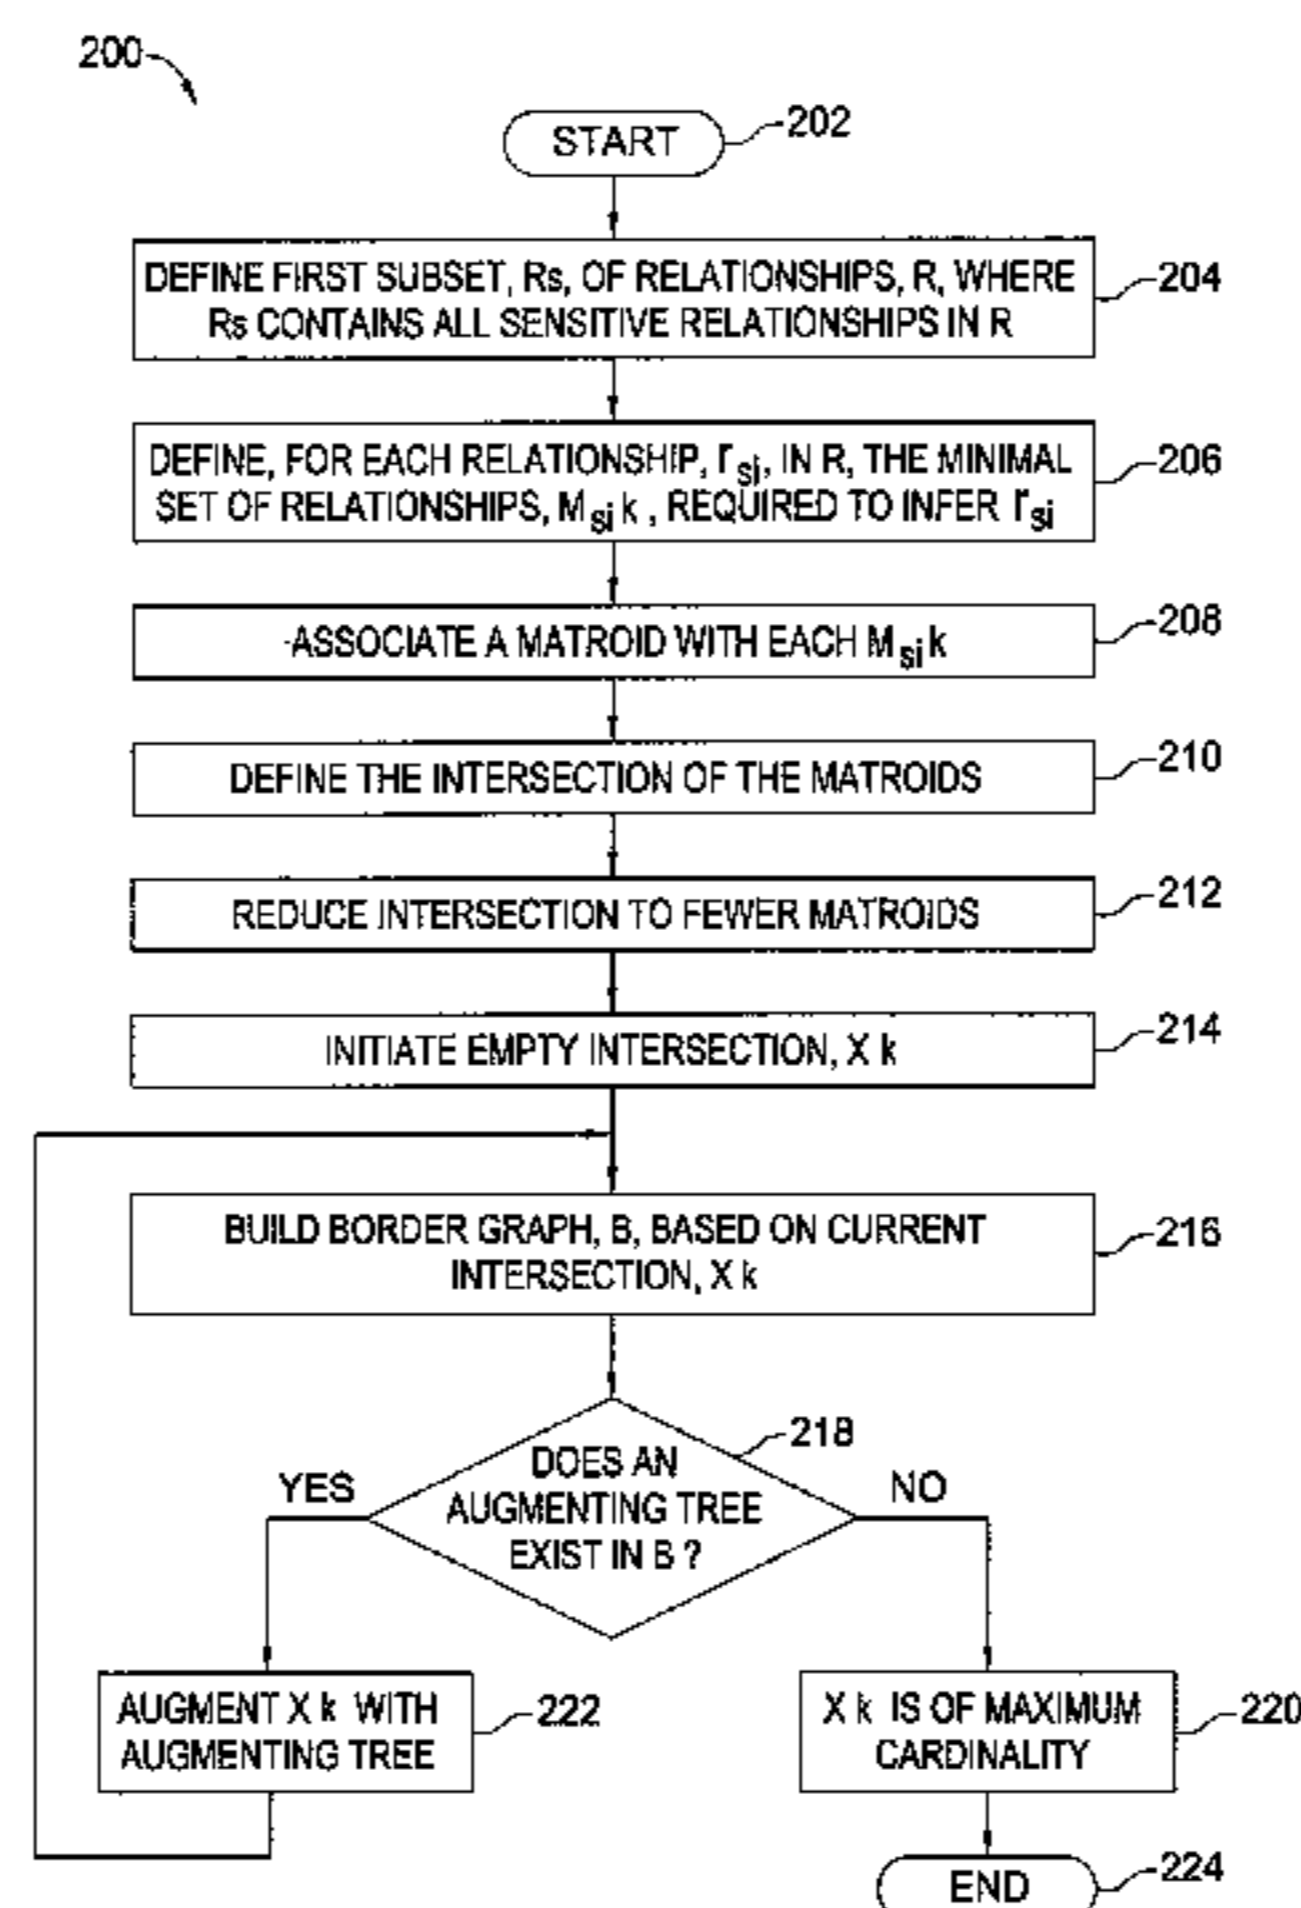 200
START
202
DEFINE FIRST SUBSET, Rs, OF RELATIONSHIPS, R, WHERE
Rs CONTAINS ALL SENSITIVE RELATIONSHIPS IN R
204
DEFINE, FOR EACH RELATIONSHIP, rsi, IN R, THE MINIMAL
SET OF RELATIONSHIPS, Msi k, REQUIRED TO INFER rsi
206
ASSOCIATE A MATROID WITH EACH Msi k
208
DEFINE THE INTERSECTION OF THE MATROIDS
210
REDUCE INTERSECTION TO FEWER MATROIDS
212
INITIATE EMPTY INTERSECTION, X k
214
BUILD BORDER GRAPH, B, BASED ON CURRENT
INTERSECTION, X k
216
DOES AN
AUGMENTING TREE
EXIST IN B ?
218
YES
NO
AUGMENT X k WITH
AUGMENTING TREE
222
X k IS OF MAXIMUM
CARDINALITY
220
END
224